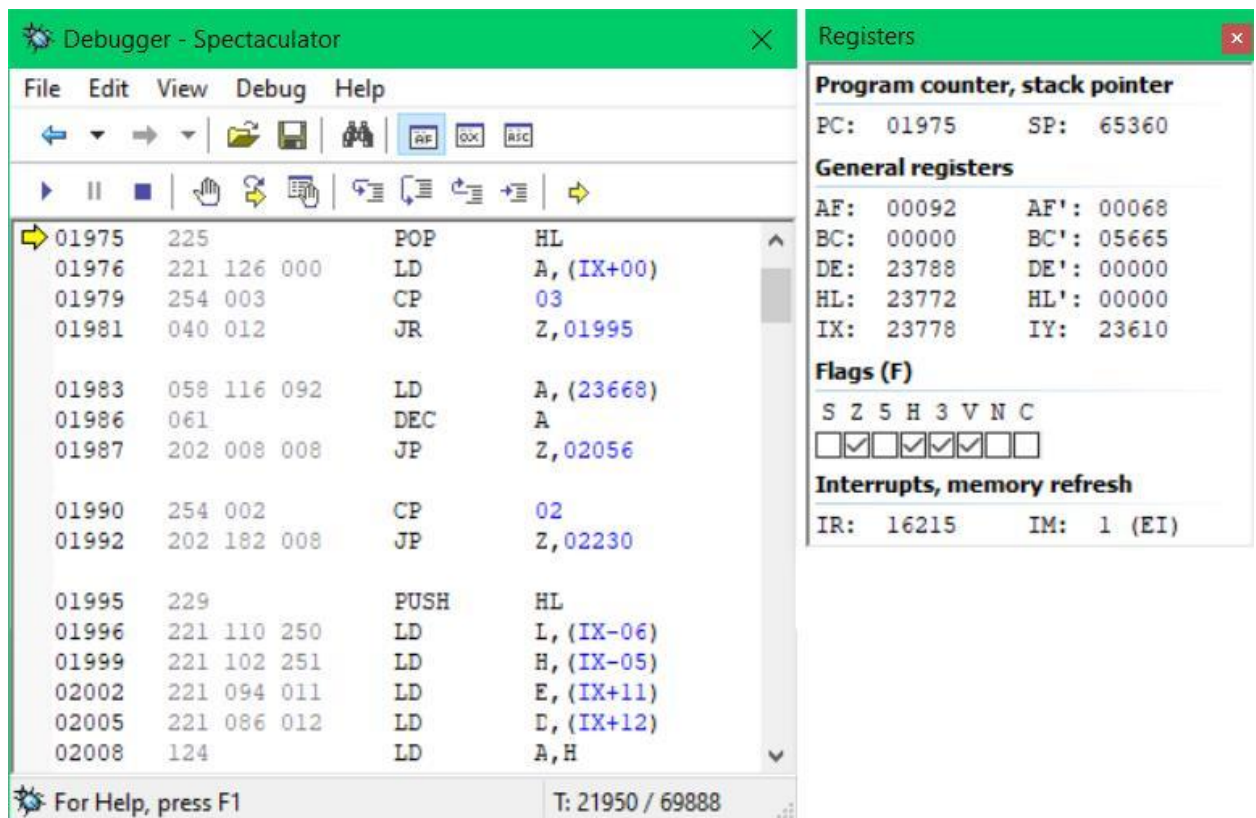 Debugger - Spectaculator
File Edit View Debug Help
AF 0X ASC
01975 225 POP HL
01976 221 126 000 LD A,(IX+00)
01979 254 003 CP 03
01981 040 012 JR Z,01995
01983 058 116 092 LD A,(23668)
01986 061 DEC A
01987 202 008 008 JP Z,02056
01990 254 002 CP 02
01992 202 182 008 JP Z,02230
01995 229 PUSH HL
01996 221 110 250 LD L,(IX-06)
01999 221 102 251 LD H,(IX-05)
02002 221 094 011 LD E,(IX+11)
02005 221 086 012 LD D,(IX+12)
02008 124 LD A,H
For Help, press F1 T: 21950 / 69888
Registers
Program counter, stack pointer
PC: 01975 SP: 65360
General registers
AF: 00092 AF': 00068
BC: 00000 BC': 05665
DE: 23788 DE': 00000
HL: 23772 HL': 00000
IX: 23778 IY: 23610
Flags (F)
S Z 5 H 3 V N C
Interrupts, memory refresh
IR: 16215 IM: 1 (EI)